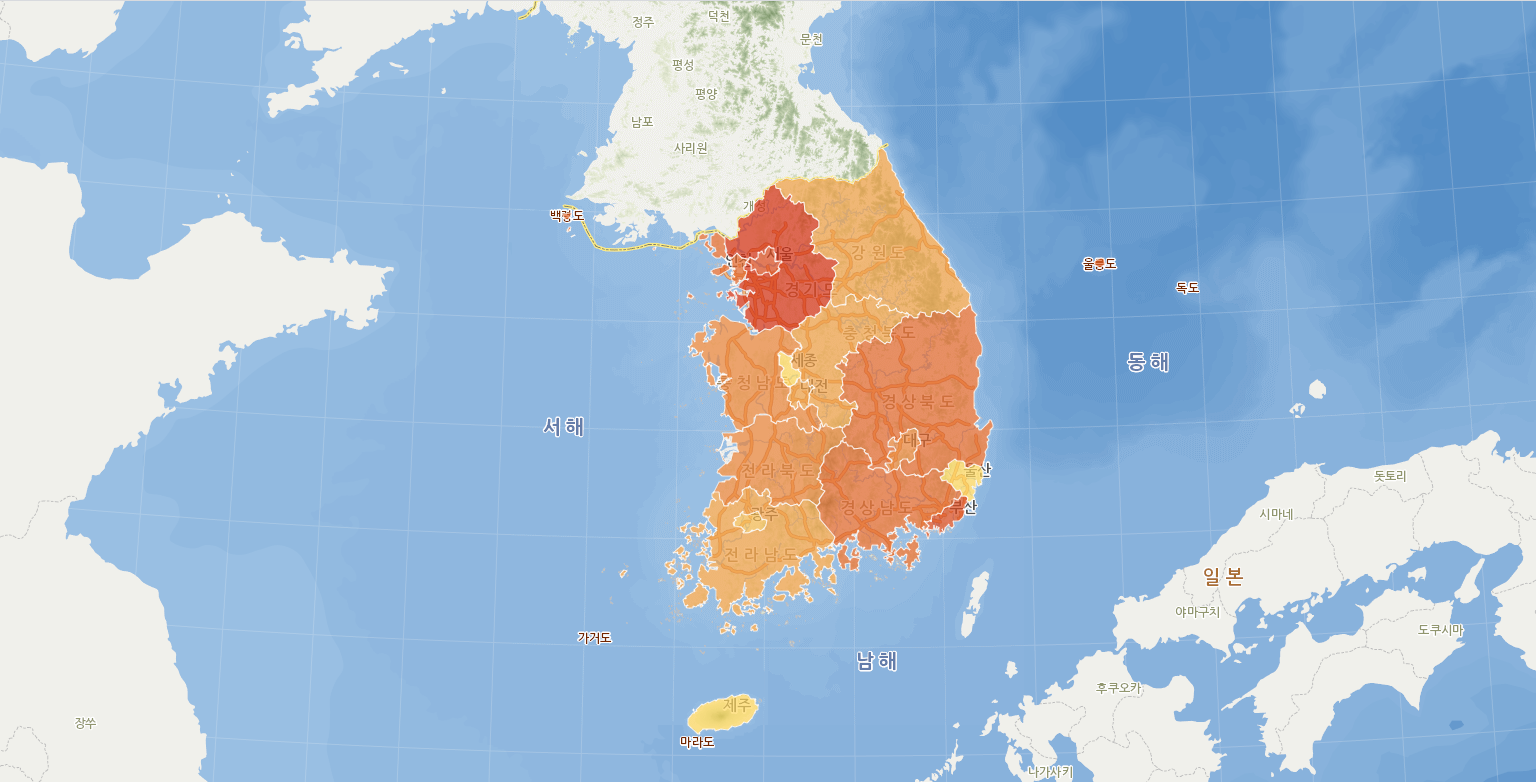 정주
덕천
문천
평성
평양
남포
사리원
개성
백령도
서울
강원도
인천
울릉도
경기도
독도
충청북도
동해
세종
충청남도
대전
경상북도
서해
대구
울산
전라북도
돗토리
경상남도
부산
광주
시마네
전라남도
일본
야마구치
도쿠시마
가거도
남해
후쿠오카
제주
장쑤
마라도
나가사키